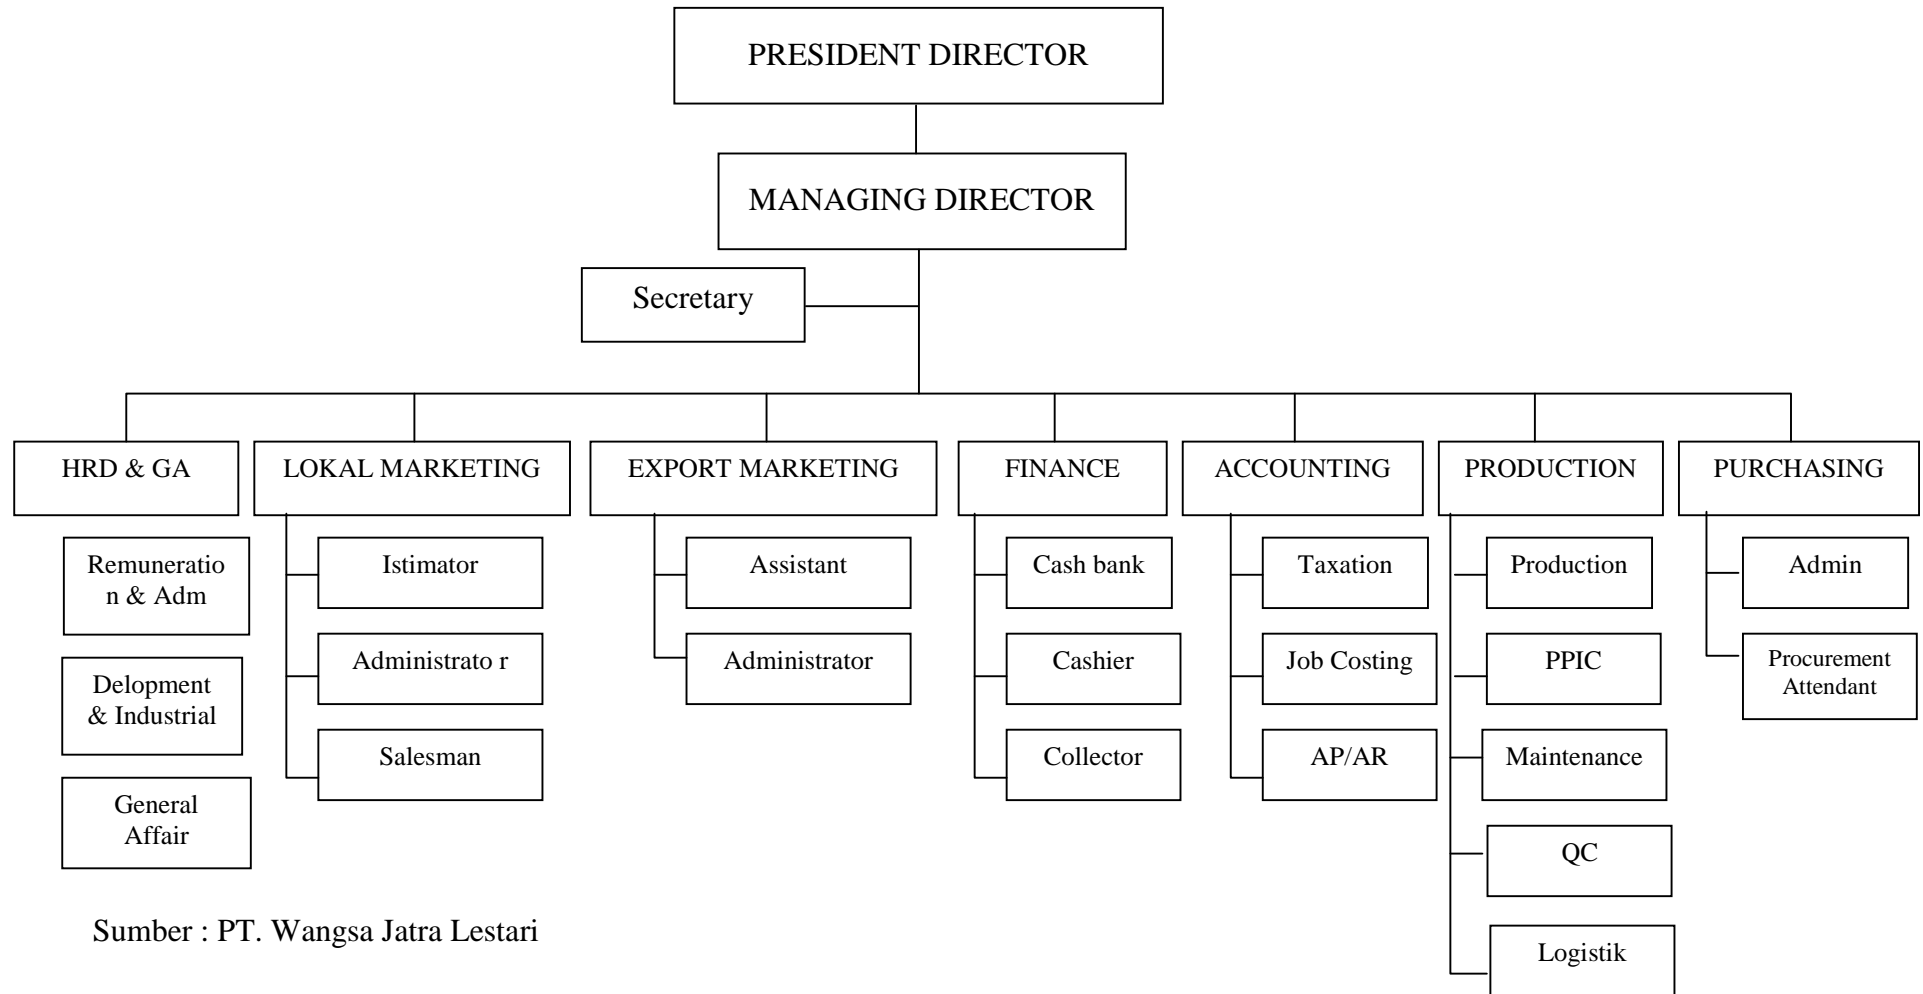 PRESIDENT DIRECTOR
MANAGING DIRECTOR
Secretary
HRD & GA
LOKAL MARKETING
EXPORT MARKETING
FINANCE
ACCOUNTING
PRODUCTION
PURCHASING
Remuneratio
n & Adm
Delopment
& Industrial
General
Affair
Istimator
Administrato r
Salesman
Assistant
Administrator
Cash bank
Cashier
Collector
Taxation
Job Costing
AP/AR
Production
PPIC
Maintenance
QC
Logistik
Admin
Procurement
Attendant
Sumber : PT. Wangsa Jatra Lestari